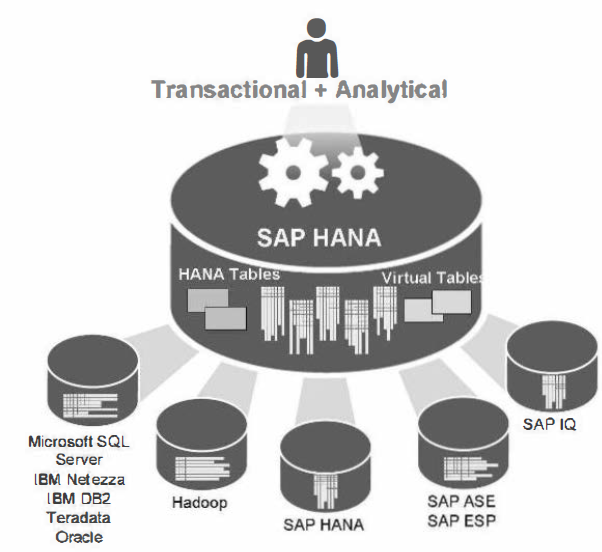 Transactional + Analytical
SAP HANA
HANA Tables
Virtual Tables
Microsoft SQL
Server
IBM Netezza
IBM DB2
Teradata
Oracle
Hadoop
SAP HANA
SAP ASE
SAP ESP
SAP IQ